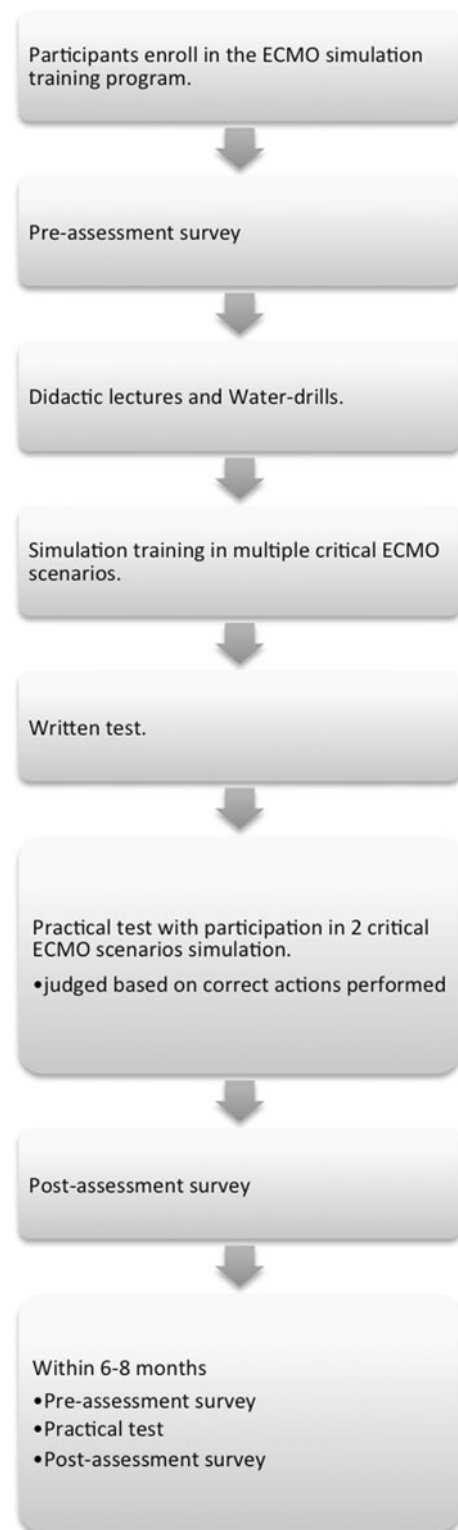 Participants enroll in the ECMO simulation
training program.
Pre-assessment survey
Didactic lectures and Water-drills.
Simulation training in multiple critical ECMO
scenarios.
Written test.
Practical test with participation in 2 critical
ECMO scenarios simulation.
•judged based on correct actions performed
Post-assessment survey
Within 6-8 months
•Pre-assessment survey
•Practical test
•Post-assessment survey